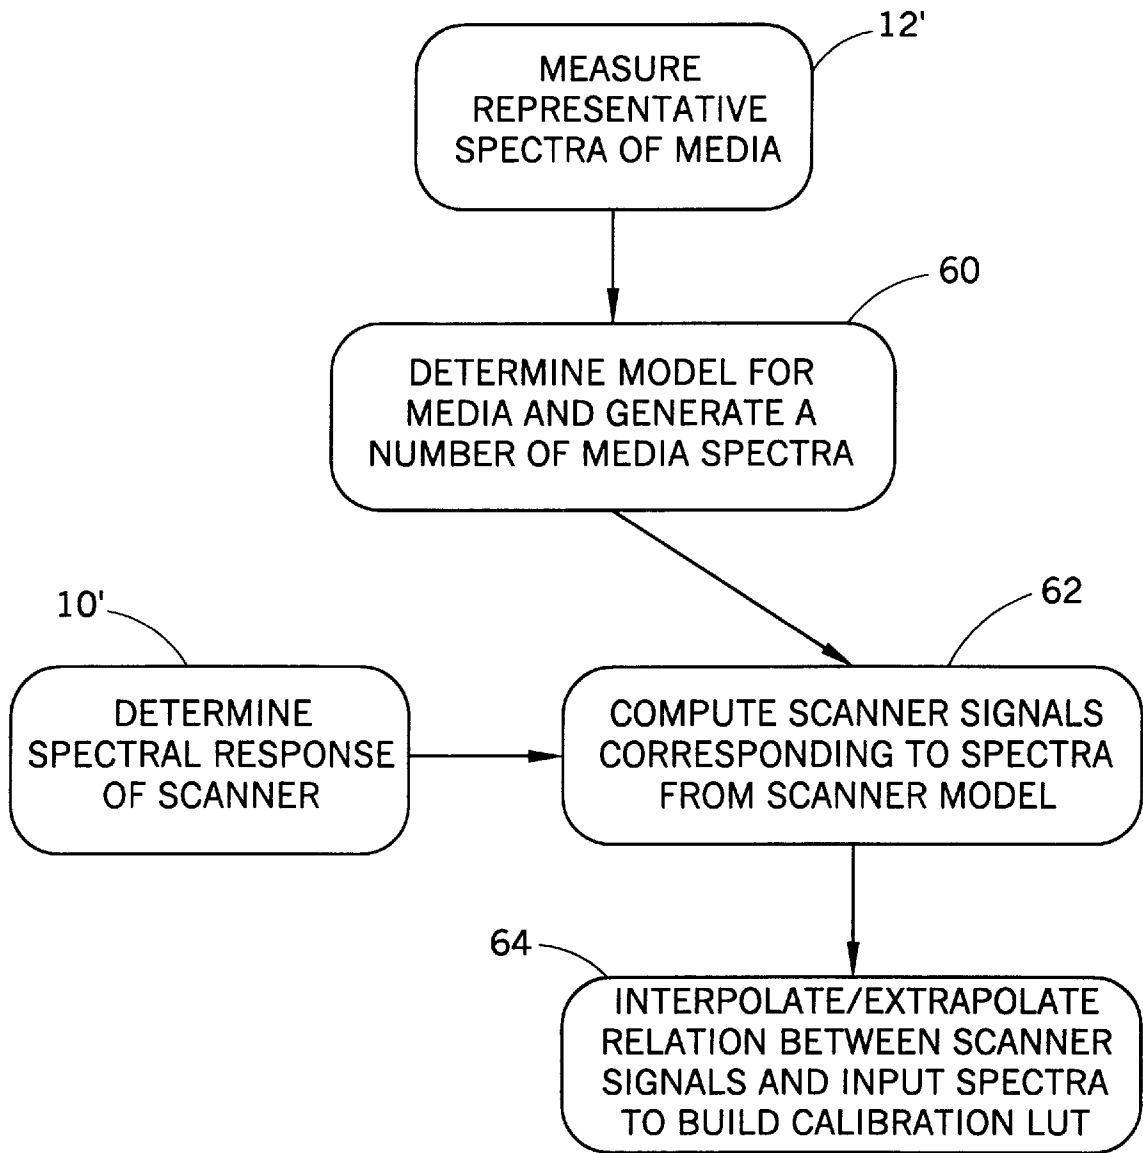 12'
MEASURE
REPRESENTATIVE
SPECTRA OF MEDIA
60
DETERMINE MODEL FOR
MEDIA AND GENERATE A
NUMBER OF MEDIA SPECTRA
10'
DETERMINE
SPECTRAL RESPONSE
OF SCANNER
62
COMPUTE SCANNER SIGNALS
CORRESPONDING TO SPECTRA
FROM SCANNER MODEL
64
INTERPOLATE/EXTRAPOLATE
RELATION BETWEEN SCANNER
SIGNALS AND INPUT SPECTRA
TO BUILD CALIBRATION LUT